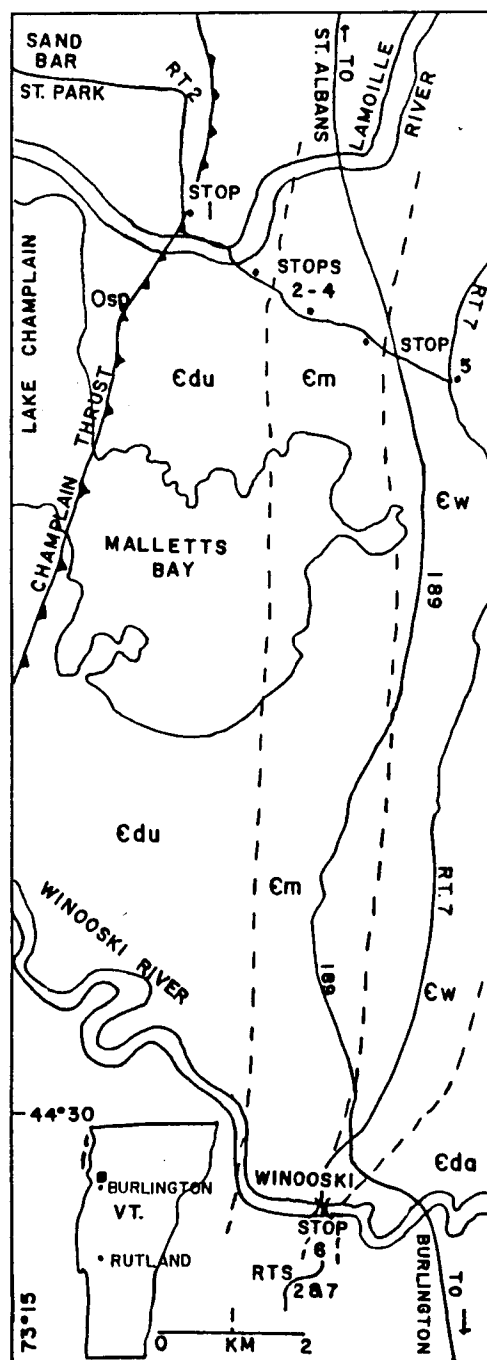 SAND
BAR
ST. PARK
RT 2
↑ TO
ST. ALBANS
LAMOILLE
RIVER
STOP
1
STOPS
2-4
RT. 7
STOP
5
Osp
LAKE CHAMPLAIN
Єdu
Єm
CHAMPLAIN THRUST
Єw
MALLETTS
BAY
189
Єdu
Єm
RT. 7
WINOOSKI RIVER
189
Єw
44°30
Єda
WINOOSKI
STOP
6
BURLINGTON
VT.
RUTLAND
RTS
2&7
TO →
BURLINGTON
73°15
0 KM 2